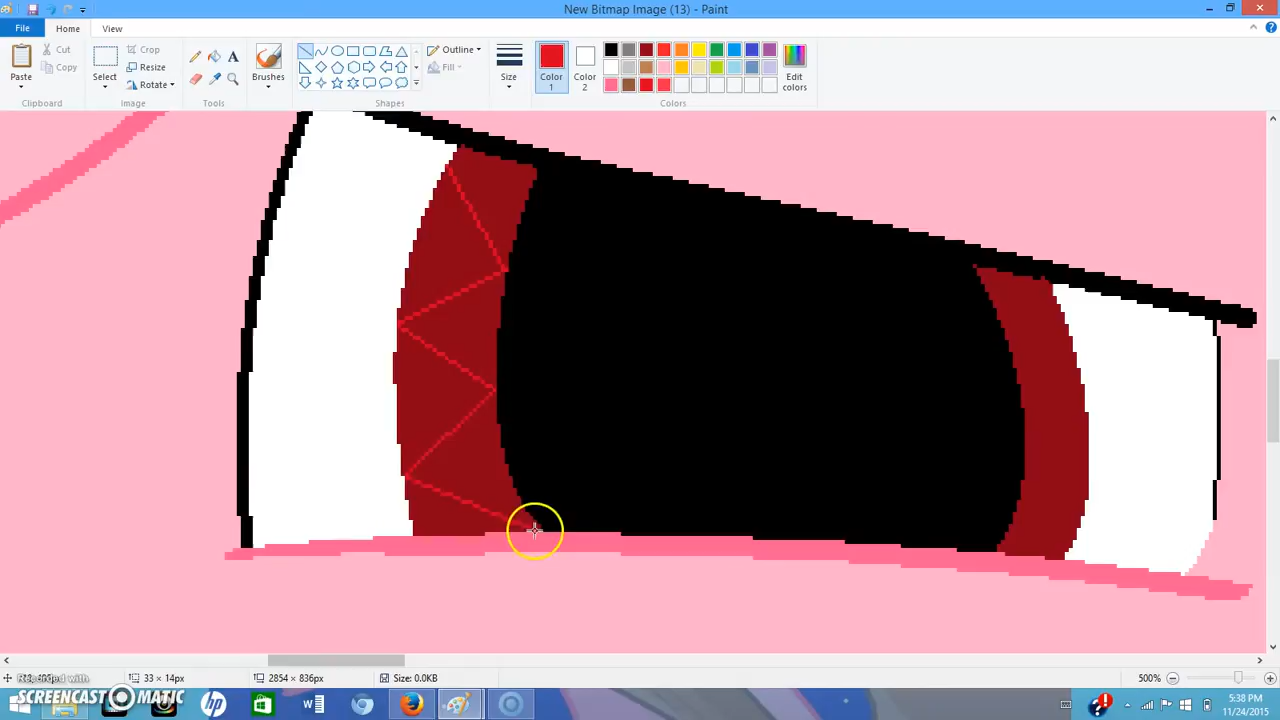 New Bitmap Image (13) - Paint
File
Home
View
Paste
Cut
Copy
Clipboard
Select
Crop
Resize
Rotate
Image
A
Tools
Brushes
Outline
Fill
Shapes
Size
Color 1
Color 2
Edit colors
Colors
33 × 14px
2854 × 836px
Size: 0.0KB
500%
Recorded with
SCREENCAST MATIC
5:38 PM
11/24/2015